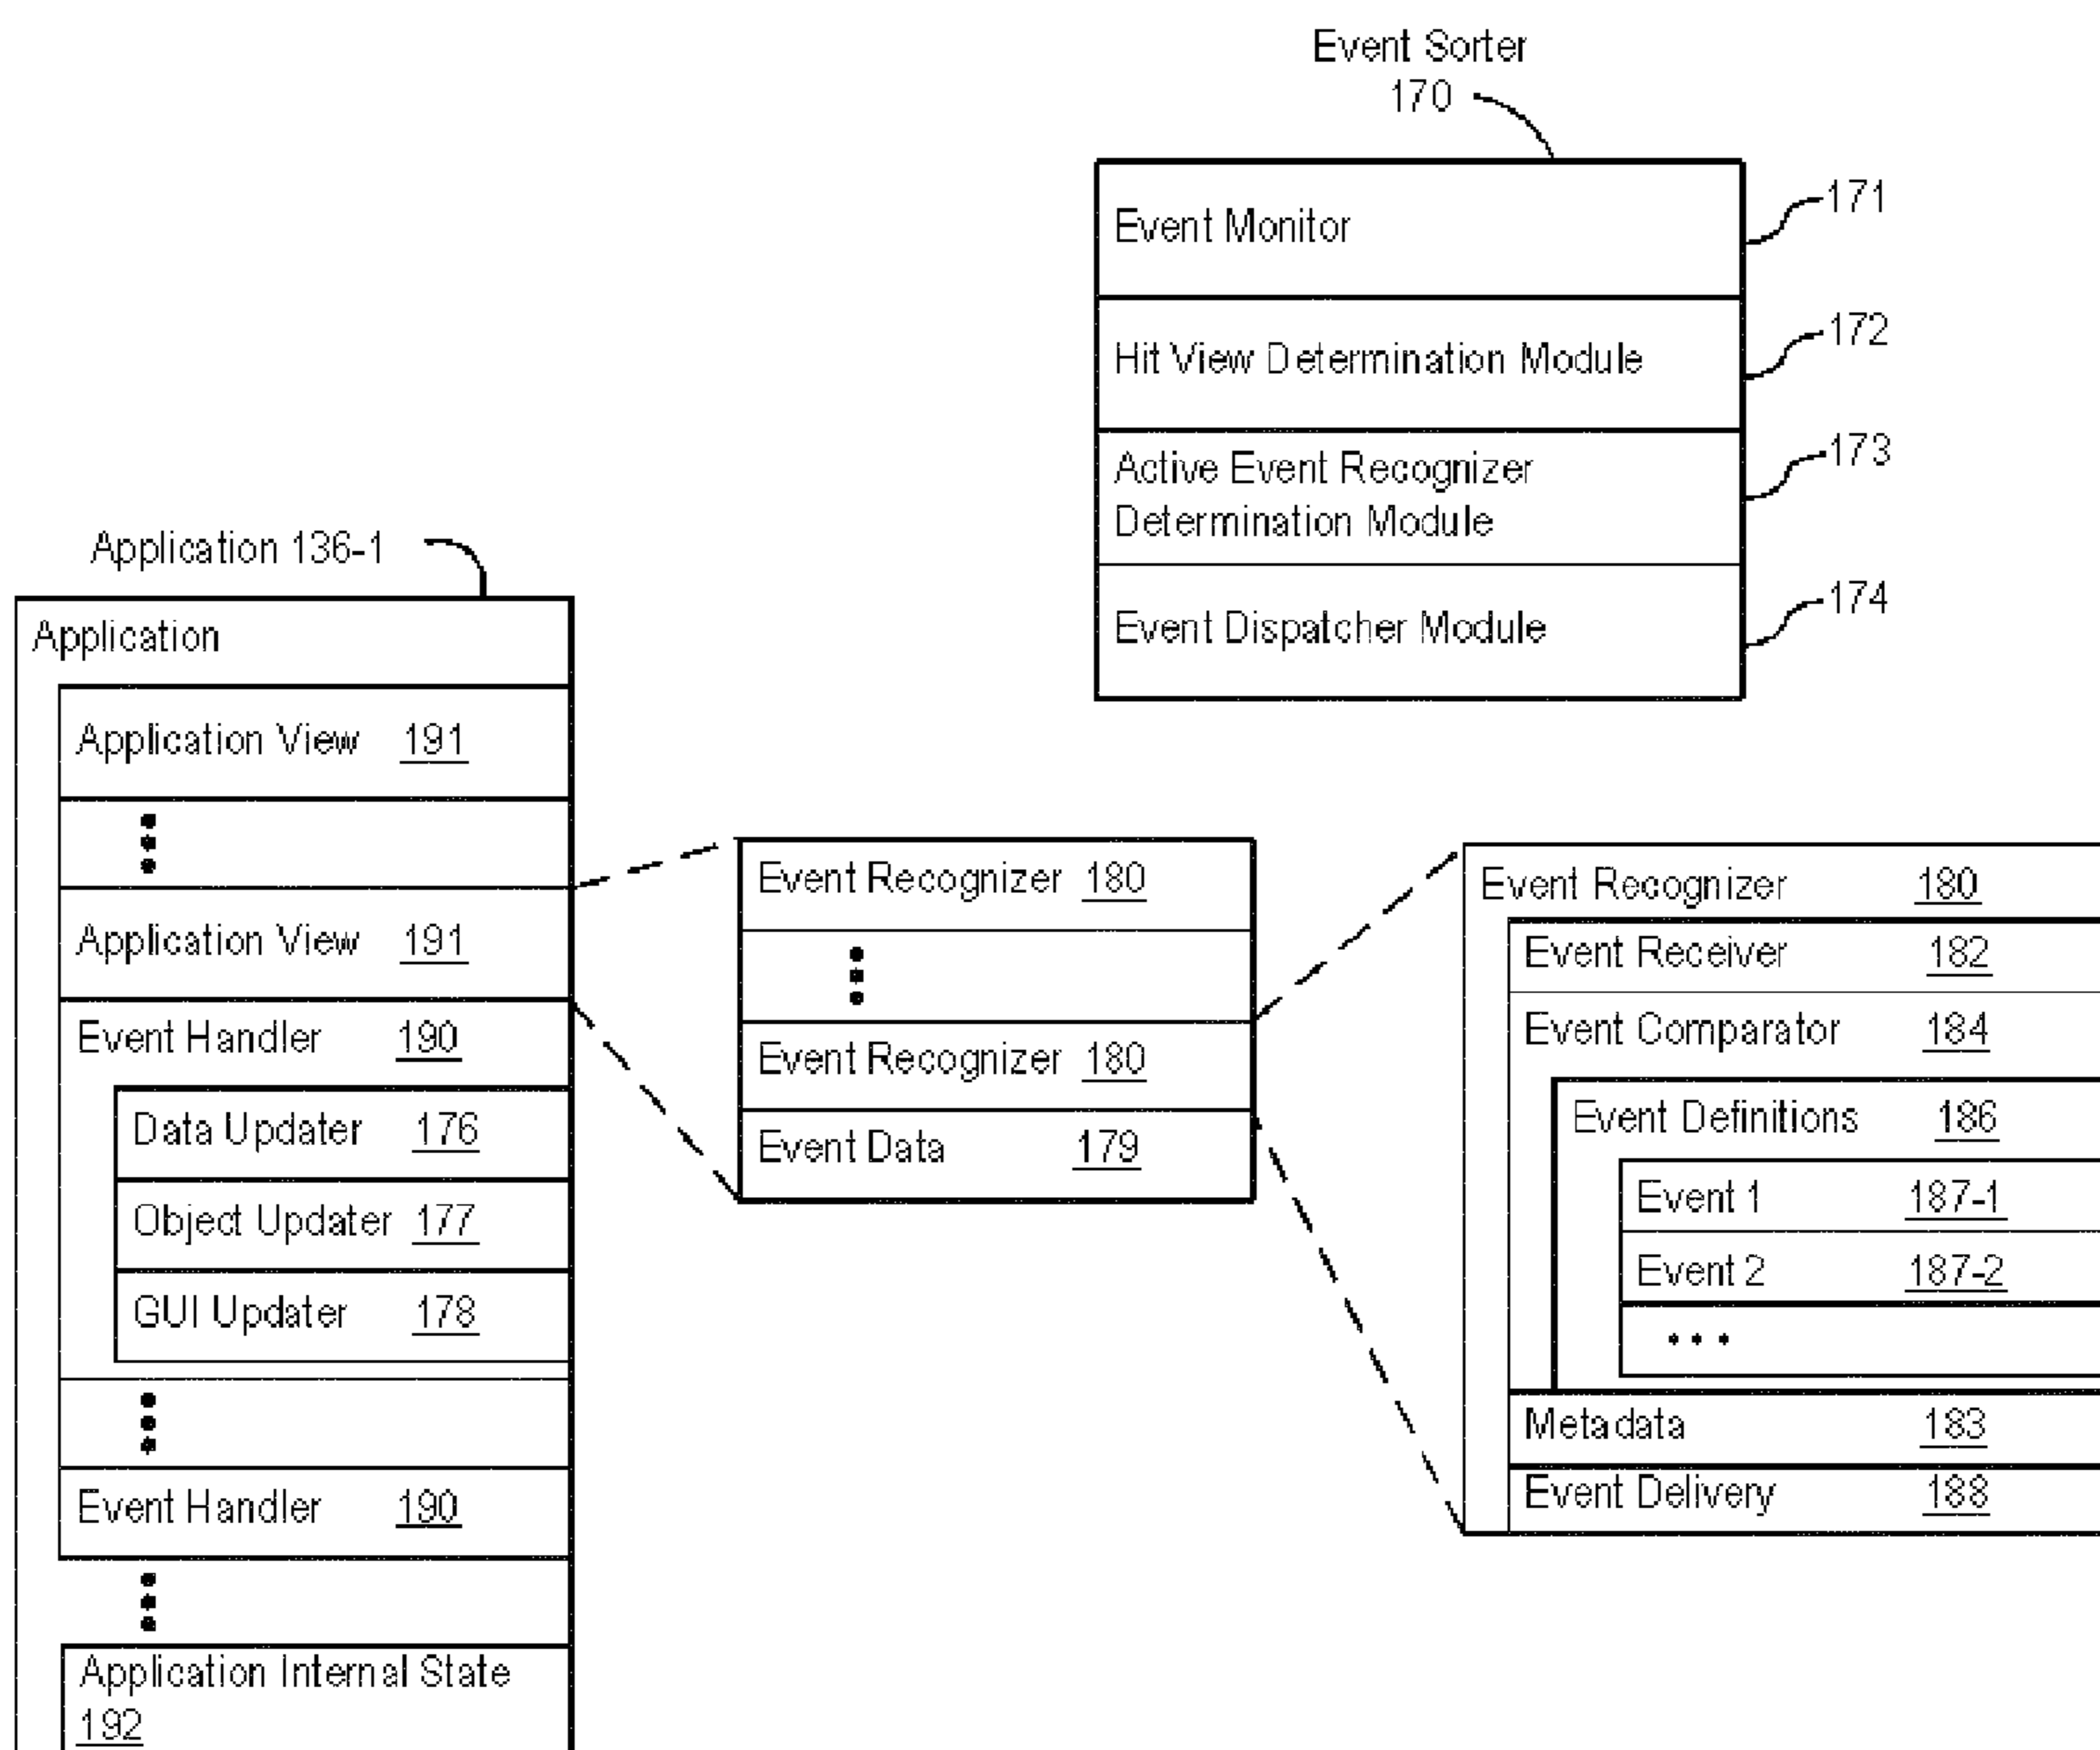 Event Sorter
170
Event Monitor
171
Hit View Determination Module
172
Active Event Recognizer
Determination Module
173
Event Dispatcher Module
174
Application 136-1
Application
Application View 191
Application View 191
Event Handler 190
Data Updater 176
Object Updater 177
GUI Updater 178
Event Handler 190
Application Internal State
192
Event Recognizer 180
Event Recognizer 180
Event Data 179
Event Recognizer 180
Event Receiver 182
Event Comparator 184
Event Definitions 186
Event 1 187-1
Event 2 187-2
• • •
Metadata 183
Event Delivery 188